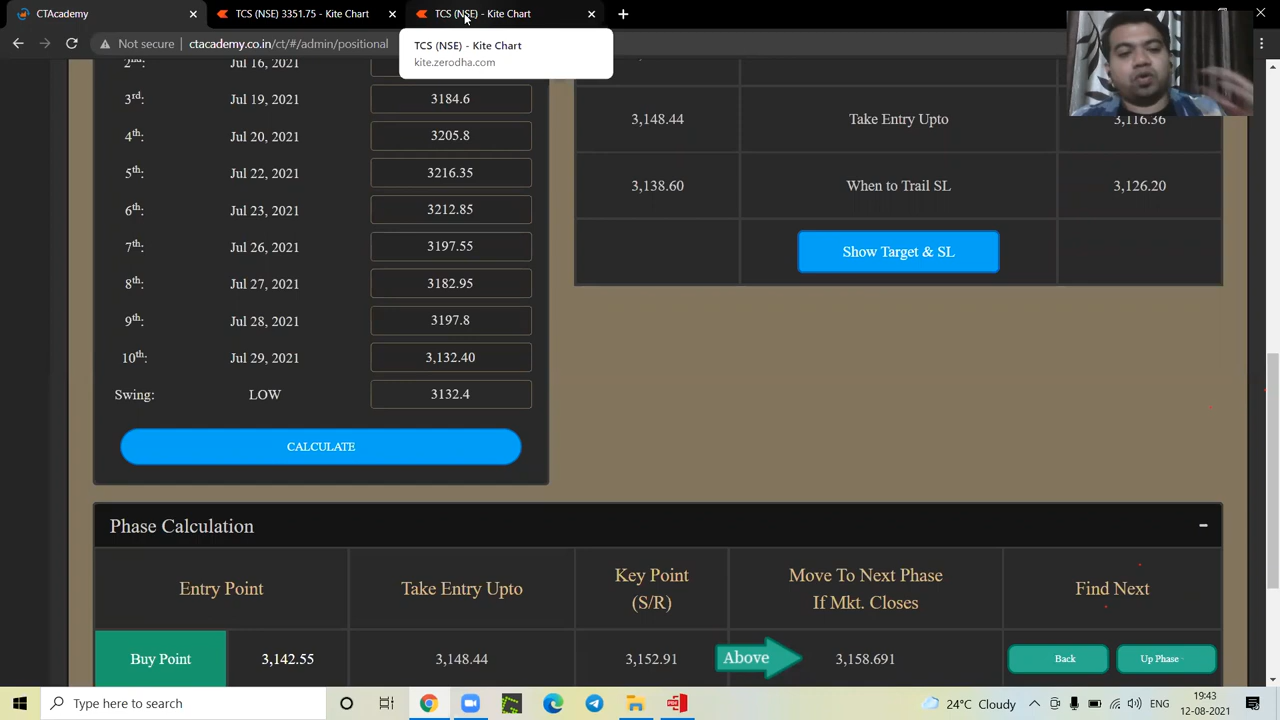 CTAcademy
TCS (NSE) 3351.75 - Kite Chart
TCS (NSE) - Kite Chart
Not secure
ctacademy.co.in/ct/#/admin/positional
TCS (NSE) - Kite Chart
kite.zerodha.com
2nd: Jul 16, 2021
3rd: Jul 19, 2021 3184.6
4th: Jul 20, 2021 3205.8
5th: Jul 22, 2021 3216.35
6th: Jul 23, 2021 3212.85
7th: Jul 26, 2021 3197.55
8th: Jul 27, 2021 3182.95
9th: Jul 28, 2021 3197.8
10th: Jul 29, 2021 3,132.40
Swing: LOW 3132.4
CALCULATE
3,148.44 Take Entry Upto 3,116.36
3,138.60 When to Trail SL 3,126.20
Show Target & SL
Phase Calculation
Entry Point
Take Entry Upto
Key Point
(S/R)
Move To Next Phase
If Mkt. Closes
Find Next
Buy Point 3,142.55 3,148.44 3,152.91 Above 3,158.691 Back Up Phase
Type here to search
24°C Cloudy
ENG
19:43
12-08-2021